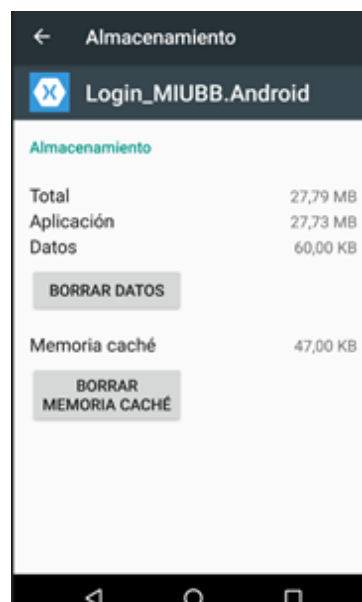 Almacenamiento
Login_MIUBB.Android
Almacenamiento
Total 27,79 MB
Aplicación 27,73 MB
Datos 60,00 KB
BORRAR DATOS
Memoria caché 47,00 KB
BORRAR
MEMORIA CACHÉ